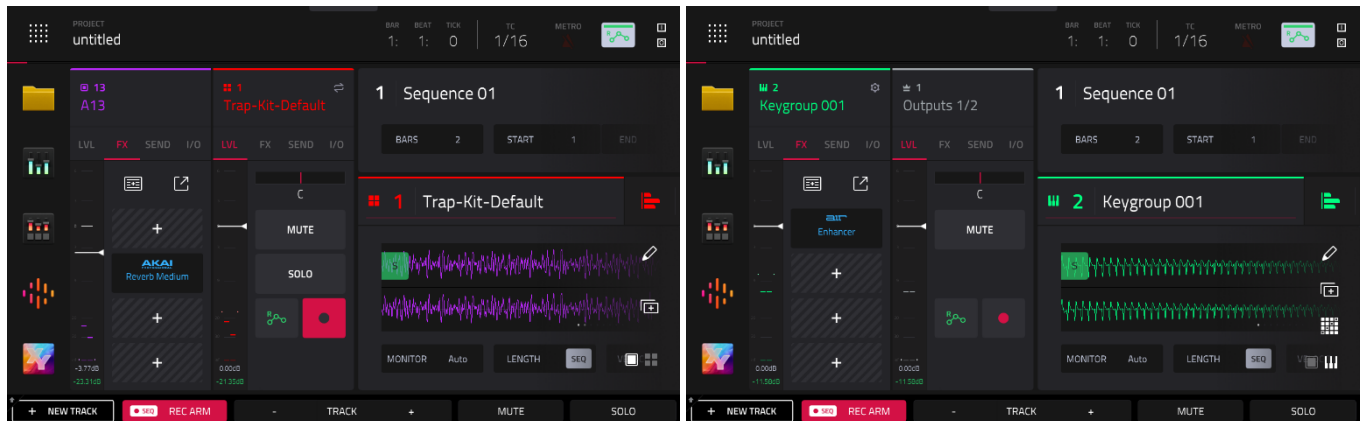 PROJECT
untitled
BAR BEAT TICK
1: 1: 0
TC
1/16
METRO
R
13
A13
1
Trap-Kit-Default
LVL FX SEND I/O
LVL FX SEND I/O
1 Sequence 01
BARS 2 START 1 END
C
1 Trap-Kit-Default
MUTE
AKAI
Reverb Medium
SOLO
S
R
MONITOR Auto LENGTH SEQ
-3.77dB
-23.31dB
0.00dB
-21.35dB
+ NEW TRACK SEQ REC ARM - TRACK + MUTE SOLO
PROJECT
untitled
BAR BEAT TICK
1: 1: 0
TC
1/16
METRO
R
2
Keygroup 001
1
Outputs 1/2
LVL FX SEND I/O
LVL FX SEND I/O
1 Sequence 01
BARS 2 START 1 END
C
2 Keygroup 001
air
Enhancer
MUTE
S
R
MONITOR Auto LENGTH SEQ
0.00dB
-11.58dB
0.00dB
-11.58dB
+ NEW TRACK SEQ REC ARM - TRACK + MUTE SOLO